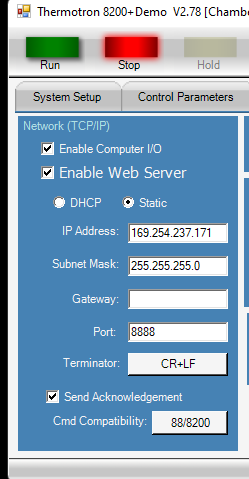 Thermotron 8200+Demo V2.78 [Chamb
Run Stop Hold
System Setup Control Parameters
Network (TCP/IP)
Enable Computer I/O
Enable Web Server
DHCP Static
IP Address: 169.254.237.171
Subnet Mask: 255.255.255.0
Gateway:
Port: 8888
Terminator: CR+LF
Send Acknowledgement
Cmd Compatibility: 88/8200